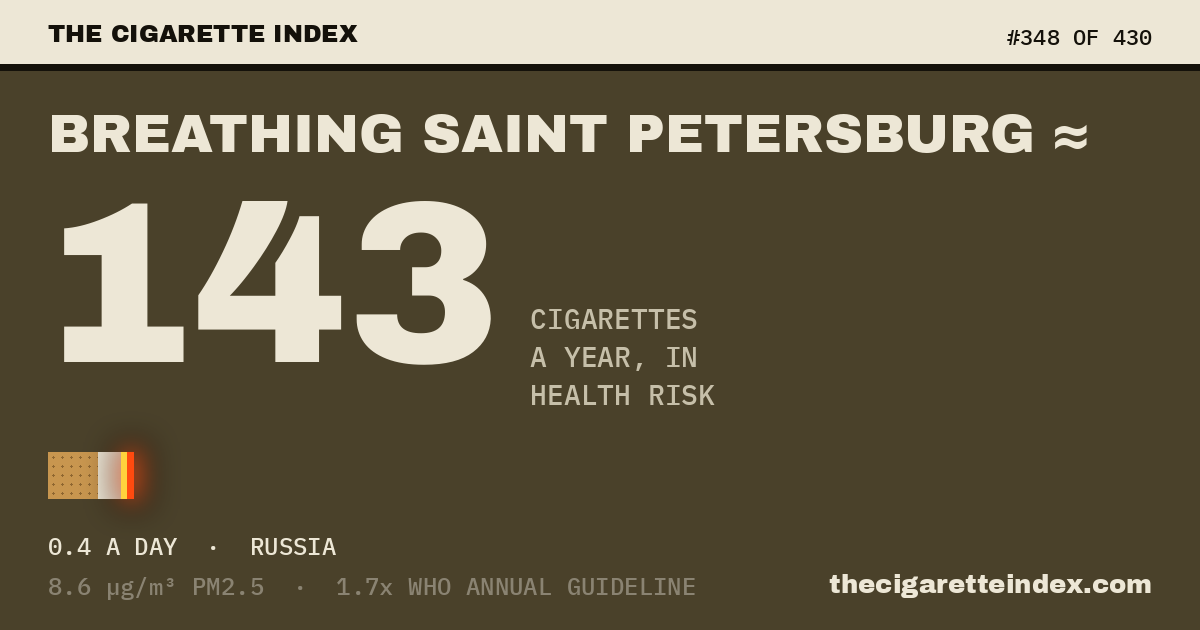 THE CIGARETTE INDEX
#348 OF 430
BREATHING SAINT PETERSBURG ≈
143
CIGARETTES
A YEAR, IN
HEALTH RISK
0.4 A DAY · RUSSIA
8.6 µg/m³ PM2.5 · 1.7x WHO ANNUAL GUIDELINE
thecigaretteindex.com